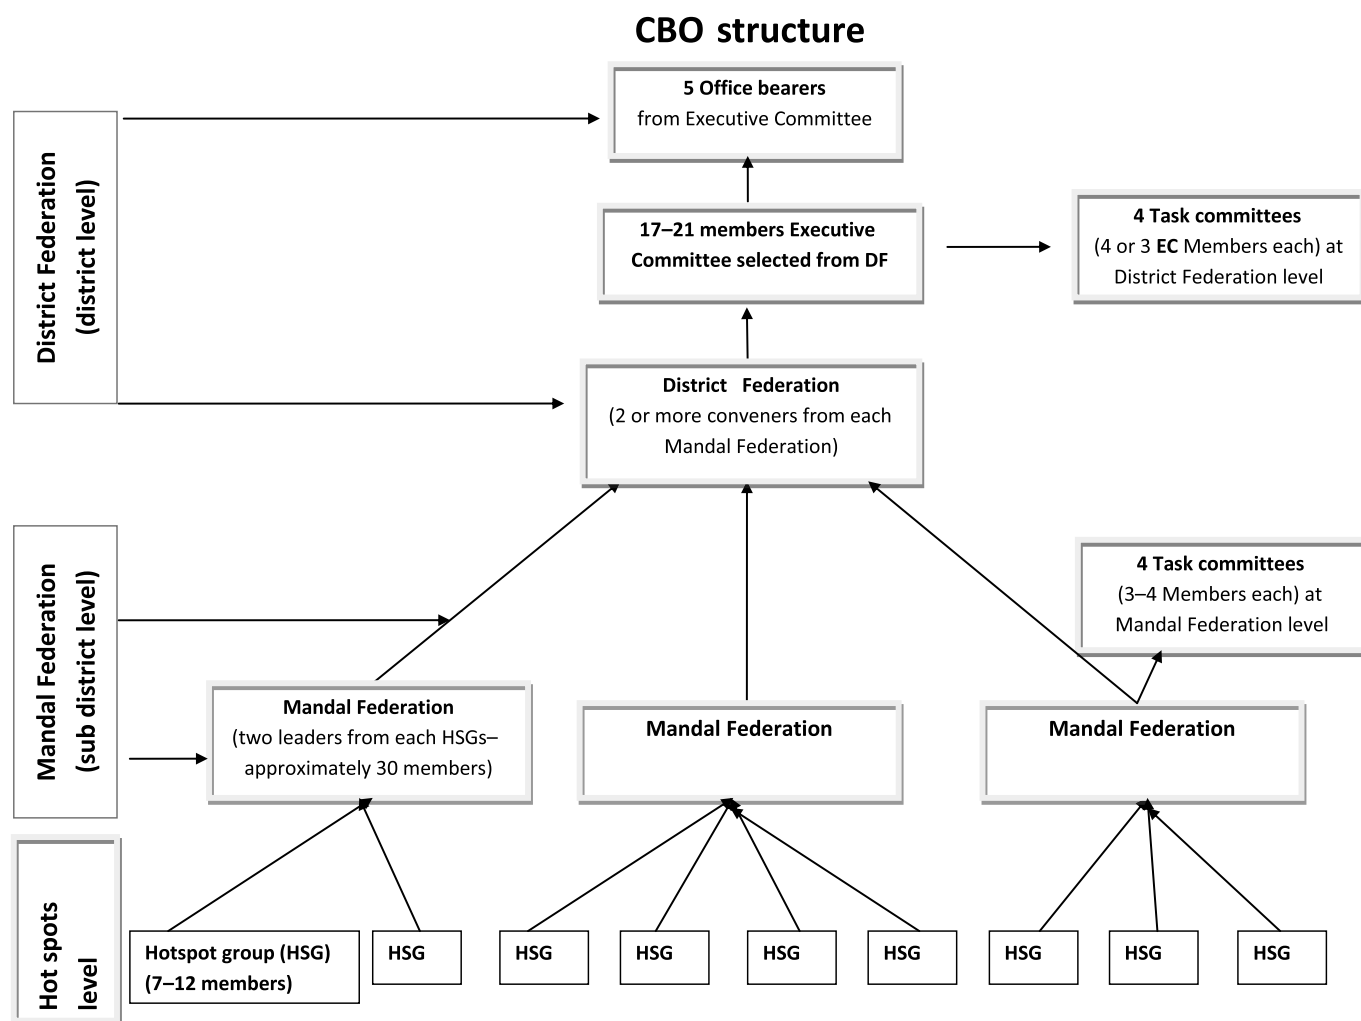 CBO structure
5 Office bearers
from Executive Committee
District Federation
(district level)
17–21 members Executive
Committee selected from DF
4 Task committees
(4 or 3 EC Members each) at
District Federation level
District Federation
(2 or more conveners from each
Mandal Federation)
Mandal Federation
(sub district level)
4 Task committees
(3–4 Members each) at
Mandal Federation level
Mandal Federation
(two leaders from each HSGs–
approximately 30 members)
Mandal Federation
Mandal Federation
Hot spots
level
Hotspot group (HSG)
(7–12 members)
HSG
HSG
HSG
HSG
HSG
HSG
HSG
HSG